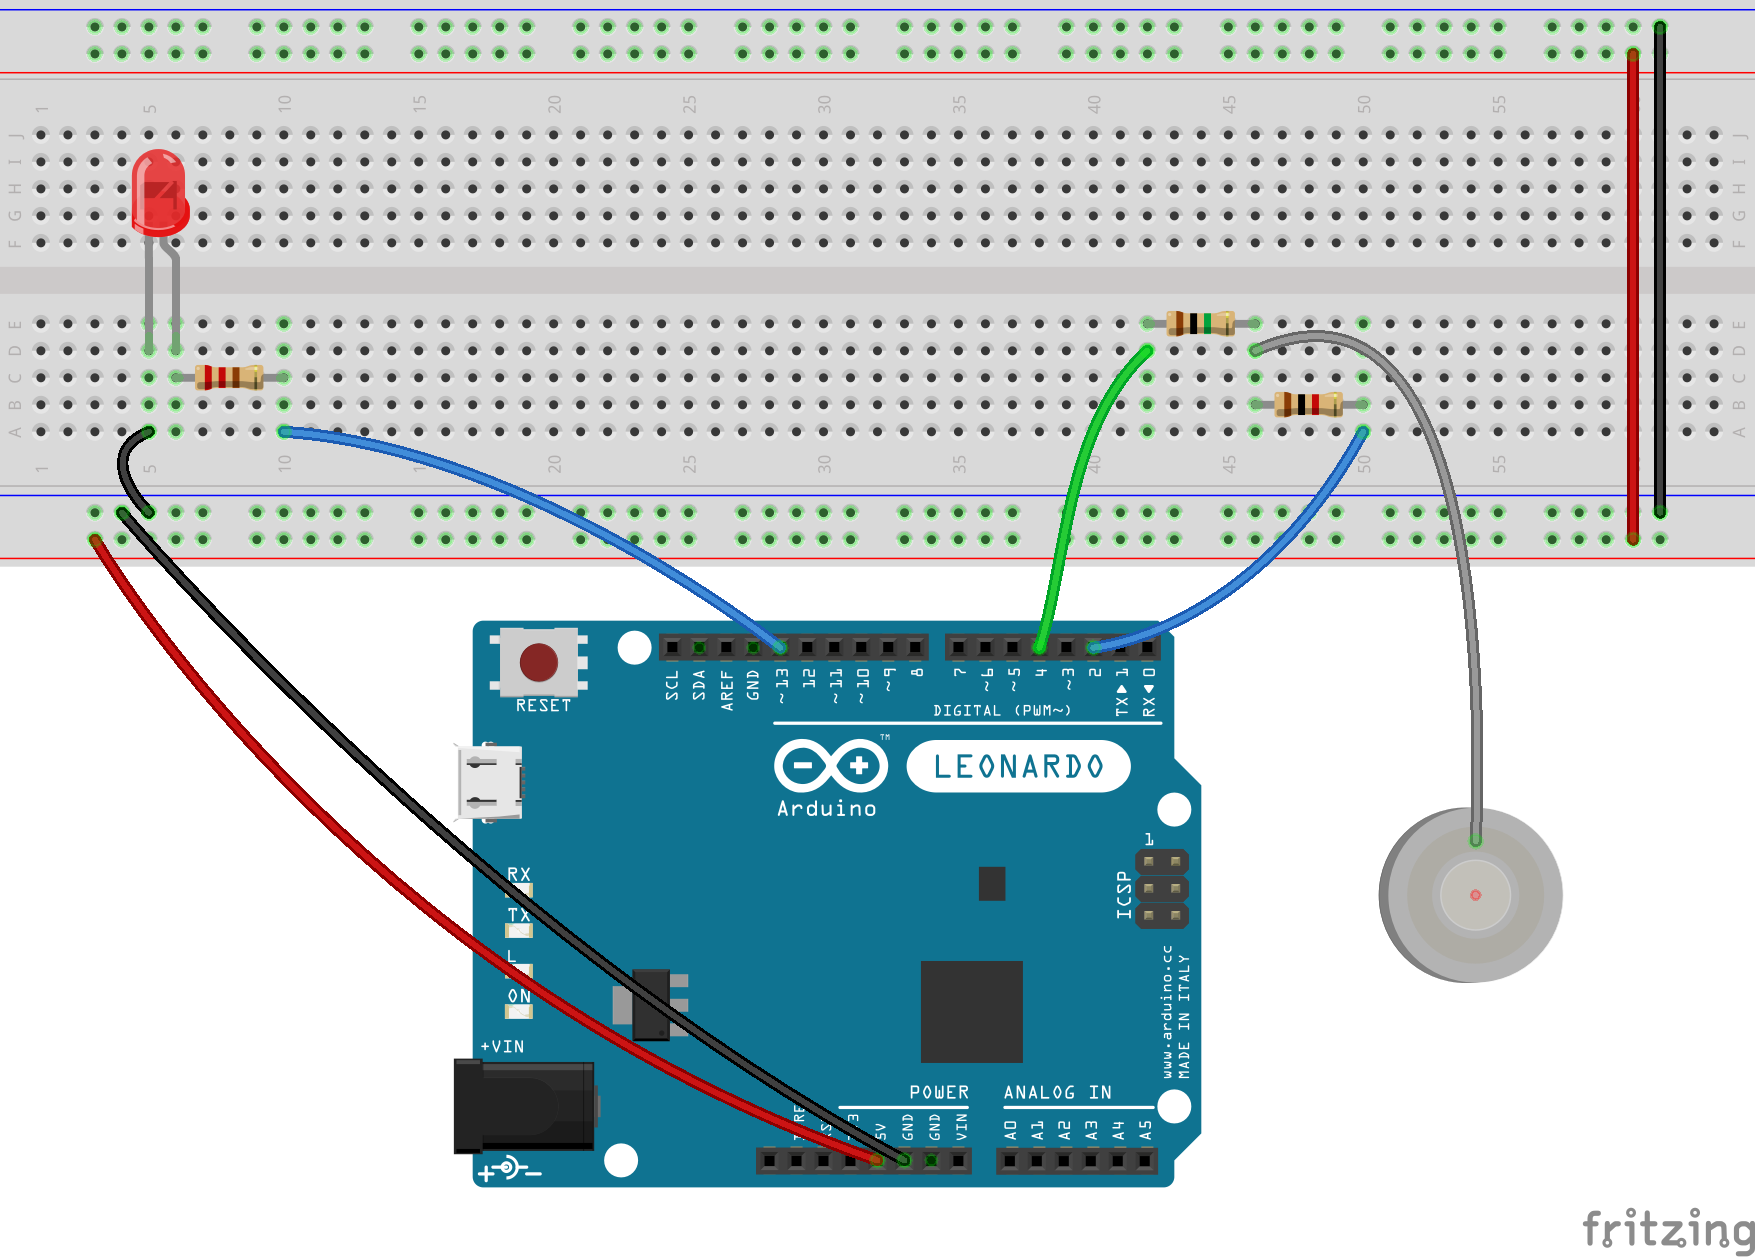 1 5 10 15 20 25 30 35 40 45 50 55
J J
I I
H H
G G
F F
E E
D D
C C
B B
A A
1 5 10 20 25 30 35 40 45 50 55
SCL SDA AREF GND ~13 12 ~11 ~10 ~9 8 7 ~6 ~5 4 ~3 2 TX▶1 RX◀0
RESET
DIGITAL (PWM~)
TM
LEONARDO
Arduino
1
ICSP
RX
TX
L
ON
+VIN
www.arduino.cc
MADE IN ITALY
POWER ANALOG IN
5V GND GND VIN A0 A1 A2 A3 A4 A5
fritzing